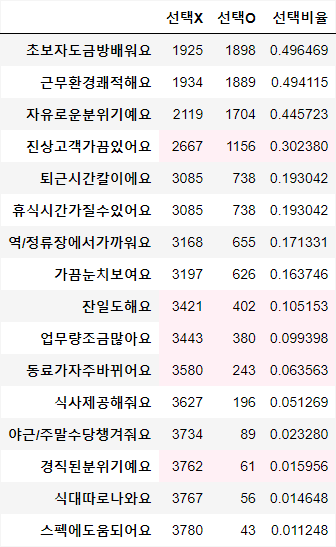 선택X 선택O 선택비율
초보자도금방배워요 1925 1898 0.496469
근무환경쾌적해요 1934 1889 0.494115
자유로운분위기예요 2119 1704 0.445723
진상고객가끔있어요 2667 1156 0.302380
퇴근시간칼이에요 3085 738 0.193042
휴식시간가질수있어요 3085 738 0.193042
역/정류장에서가까워요 3168 655 0.171331
가끔눈치보여요 3197 626 0.163746
잔일도해요 3421 402 0.105153
업무량조금많아요 3443 380 0.099398
동료가자주바뀌어요 3580 243 0.063563
식사제공해줘요 3627 196 0.051269
야근/주말수당챙겨줘요 3734 89 0.023280
경직된분위기예요 3762 61 0.015956
식대따로나와요 3767 56 0.014648
스펙에도움되어요 3780 43 0.011248